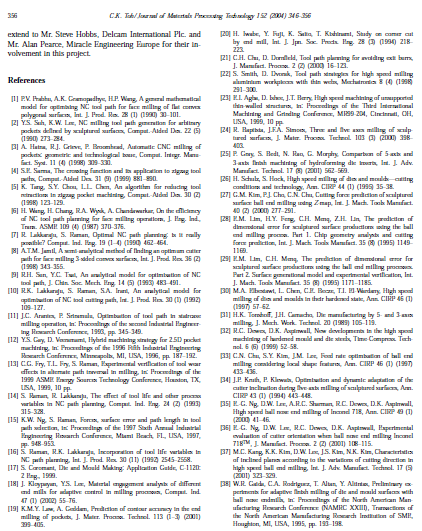 356
C.K. Toh / Journal of Materials Processing Technology 152 (2004) 346–356
extend to Mr. Steve Hobbs, Delcam International Plc. and
Mr. Alan Pearce, Miracle Engineering Europe for their in-
volvement in this project.
References
[1] P.V. Prabhu, A.K. Gramopadhye, H.P. Wang, A general mathematical
model for optimising NC tool path for face milling of flat convex
polygonal surfaces, Int. J. Prod. Res. 28 (1) (1990) 30–101.
[2] Y.S. Suh, K.W. Lee, NC milling tool path generation for arbitrary
pockets defined by sculptured surfaces, Comput.-Aided Des. 22 (5)
(1990) 273–284.
[3] A. Hatna, R.J. Grieve, P. Broomhead, Automatic CNC milling of
pockets: geometric and technological issue, Comput. Integr. Manu-
fact. Syst. 11 (4) (1998) 309–330.
[4] S.E. Sarma, The crossing function and its application to zigzag tool
paths, Comput.-Aided Des. 31 (9) (1999) 881–890.
[5] K. Tang, S.Y. Chou, L.L. Chen, An algorithm for reducing tool
retractions in zigzag pocket machining, Comput.-Aided Des. 30 (2)
(1998) 123–129.
[6] H. Wang, H. Chang, R.A. Wysk, A. Chandawarkar, On the efficiency
of NC tool path planning for face milling operations, J. Eng. Ind.,
Trans. ASME 109 (4) (1987) 370–376.
[7] R. Lakkaraju, S. Raman, Optimal NC path planning: is it really
possible? Comput. Ind. Eng. 19 (1–4) (1990) 462–464.
[8] A.T.M. Jamil, A semi-analytical method of finding an optimum cutter
path for face milling 3-sided convex surfaces, Int. J. Prod. Res. 36 (2)
(1998) 343–355.
[9] H.H. Sun, Y.C. Tsai, An analytical model for optimisation of NC
tool path, J. Chin. Soc. Mech. Eng. 14 (5) (1993) 483–491.
[10] R.K. Lakkaraju, S. Raman, S.A. Irani, An analytical model for
optimisation of NC tool cutting path, Int. J. Prod. Res. 30 (1) (1992)
109–127.
[11] J.C. Arantes, P. Sriramulu, Optimisation of tool path in staircase
milling operation, in: Proceedings of the second Industrial Engineer-
ing Research Conference, 1993, pp. 345–349.
[12] Y.S. Gay, D. Veeramani, Hybrid machining strategy for 2.5D pocket
machining, in: Proceedings of the 1996 Fifth Industrial Engineering
Research Conference, Minneapolis, MI, USA, 1996, pp. 187–192.
[13] C.G. Fry, T.L. Fry, S. Raman, Experimental verification of tool wear
effects in alternate path traversal in milling, in: Proceedings of the
1999 ASME Energy Sources Technology Conference, Houston, TX,
USA, 1999, 10 pp.
[14] S. Raman, R. Lakkaraju, The effect of tool life and other process
variables in NC path planning, Comput. Ind. Eng. 24 (2) (1993)
315–328.
[15] K.W. Ng, S. Raman, Forces, surface error and path length in tool
path selection, in: Proceedings of the 1997 Sixth Annual Industrial
Engineering Research Conference, Miami Beach, FL, USA, 1997,
pp. 948–953.
[16] S. Raman, R.K. Lakkaraju, Incorporation of tool life variables in
NC path planning, Int. J. Prod. Res. 30 (11) (1992) 2545–2558.
[17] S. Coromant, Die and Mould Making: Application Guide, C-1120:
2 Eng., 1999.
[18] J. Kloypayan, Y.S. Lee, Material engagement analysis of different
end mills for adaptive control in milling processes, Comput. Ind.
47 (1) (2002) 55–76.
[19] K.M.Y. Law, A. Geddam, Prediction of contour accuracy in the end
milling of pockets, J. Mater. Process. Technol. 113 (1–3) (2001)
399–405.
[20] H. Iwabe, Y. Fujii, K. Saito, T. Kishinami, Study on corner cut
by end mill, Int. J. Jpn. Soc. Precis. Eng. 28 (3) (1994) 218–
223.
[21] C.H. Chu, D. Dornfeld, Tool path planning for avoiding exit burrs,
J. Manufact. Process. 2 (2) (2000) 16–123.
[22] S. Smith, D. Dvorak, Tool path strategies for high speed milling
aluminium workpieces with thin webs, Mechatronics 8 (4) (1998)
291–300.
[23] R.I. Agba, D. Isbee, J.T. Berry, High speed machining of unsupported
thin-walled structures, in: Proceedings of the Third International
Machining and Grinding Conference, MR99-204, Cincinnati, OH,
USA, 1999, 10 pp.
[24] R. Baptista, J.F.A. Simoes, Three and five axes milling of sculp-
tured surfaces, J. Mater. Process. Technol. 103 (3) (2000) 398–
403.
[25] P. Gray, S. Bedi, N. Rao, G. Morphy, Comparison of 5-axis and
3-axis finish machining of hydroforming die inserts, Int. J. Adv.
Manufact. Technol. 17 (8) (2001) 562–569.
[26] H. Schulz, S. Hock, High speed milling of dies and moulds—cutting
conditions and technology, Ann. CIRP 44 (1) (1995) 35–38.
[27] G.M. Kim, P.J. Cho, C.N. Chu, Cutting force prediction of sculptured
surface ball end milling using Z-map, Int. J. Mach. Tools Manufact.
40 (2) (2000) 277–291.
[28] E.M. Lim, H.Y. Feng, C.H. Menq, Z.H. Lin, The prediction of
dimensional error for sculptured surface productions using the ball
end milling process. Part 1. Chip geometry analysis and cutting
force prediction, Int. J. Mach. Tools Manufact. 35 (8) (1995) 1149–
1169.
[29] E.M. Lim, C.H. Menq, The prediction of dimensional error for
sculptured surface productions using the ball end milling processes.
Part 2. Surface generational model and experimental verification, Int.
J. Mach. Tools Manufact. 35 (8) (1995) 1171–1185.
[30] M.A. Elbestawi, L. Chen, C.E. Becze, T.I. El-Wardany, High speed
milling of dies and moulds in their hardened state, Ann. CIRP 46 (1)
(1997) 57–62.
[31] H.K. Tonshoff, J.H. Camacho, Die manufacturing by 5- and 3-axes
milling, J. Mech. Work. Technol. 20 (1989) 105–119.
[32] R.C. Dewes, D.K. Aspinwall, New developments in the high speed
machining of hardened mould and die steels, Time Compress. Tech-
nol. 6 (6) (1999) 52–58.
[33] C.N. Chu, S.Y. Kim, J.M. Lee, Feed rate optimisation of ball end
milling considering local shape features, Ann. CIRP 46 (1) (1997)
433–436.
[34] J.P. Kruth, P. Klewais, Optimisation and dynamic adaptation of the
cutter inclination during five-axis milling of sculptured surfaces, Ann.
CIRP 43 (1) (1994) 443–448.
[35] E.-G. Ng, D.W. Lee, A.R.C. Sharman, R.C. Dewes, D.K. Aspinwall,
High speed ball nose end milling of Inconel 718, Ann. CIRP 49 (1)
(2000) 41–46.
[36] E.-G. Ng, D.W. Lee, R.C. Dewes, D.K. Aspinwall, Experimental
evaluation of cutter orientation when ball nose end milling Inconel
718™, J. Manufact. Process. 2 (2) (2001) 108–115.
[37] M.C. Kang, K.K. Kim, D.W. Lee, J.S. Kim, N.K. Kim, Characteristics
of inclined planes according to the variations of cutting direction in
high speed ball end milling, Int. J. Adv. Manufact. Technol. 17 (5)
(2001) 323–329.
[38] W.R. Gaida, C.A. Rodriguez, T. Altan, Y. Altintas, Preliminary ex-
periments for adaptive finish milling of die and mould surfaces with
ball nose endmills, in: Proceedings of the North American Man-
ufacturing Research Conference (NAMRC XXIII), Transactions of
the North American Manufacturing Research Institution of SME,
Houghton, MI, USA, 1995, pp. 193–198.